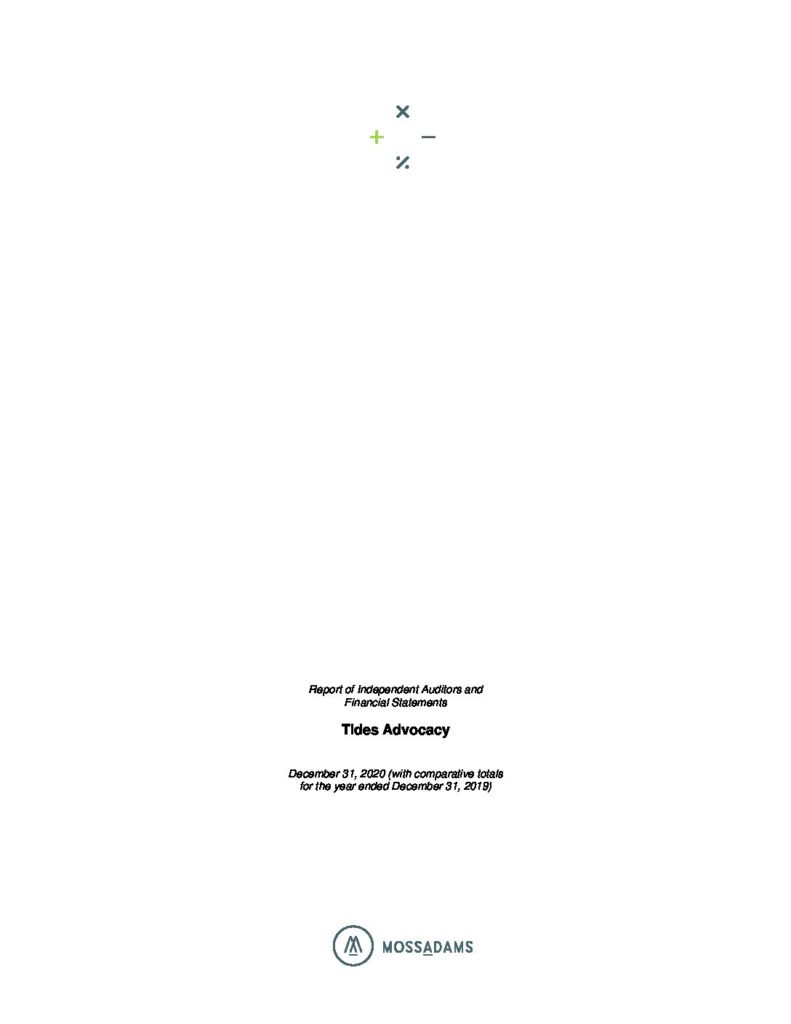 Report of Independent Auditors and
Financial Statements
Tides Advocacy
December 31, 2020 (with comparative totals
for the year ended December 31, 2019)
MOSSADAMS